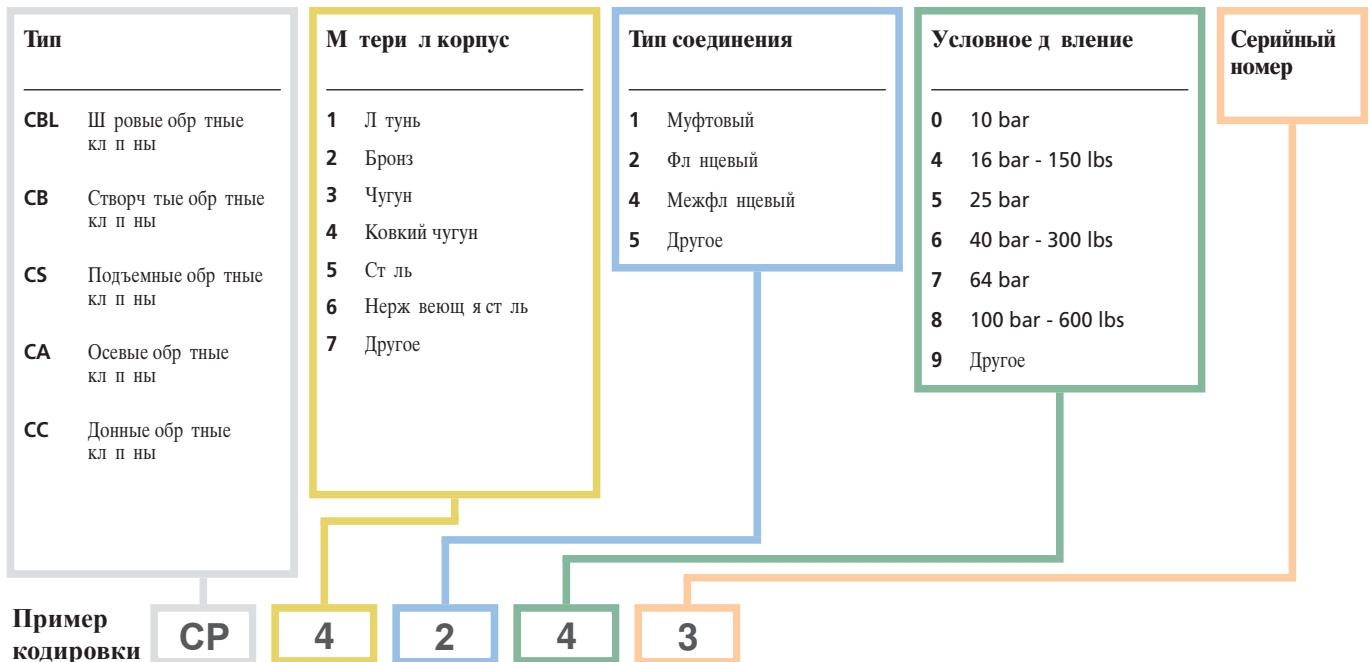 Тип
CBL Ш ровые обр тные
кл п ны
CB Створч тые обр тные
кл п ны
CS Подъемные обр тные
кл п ны
CA Осевые обр тные
кл п ны
CC Донные обр тные
кл п ны
М тери л корпус
1 Л тунь
2 Бронз
3 Чугун
4 Ковкий чугун
5 Ст ль
6 Нерж веющ я ст ль
7 Другое
Тип соединения
1 Муфтовый
2 Фл нцевый
4 Межфл нцевый
5 Другое
Условное д вление
0 10 bar
4 16 bar - 150 lbs
5 25 bar
6 40 bar - 300 lbs
7 64 bar
8 100 bar - 600 lbs
9 Другое
Серийный
номер
Пример
кодировки
CP 4 2 4 3